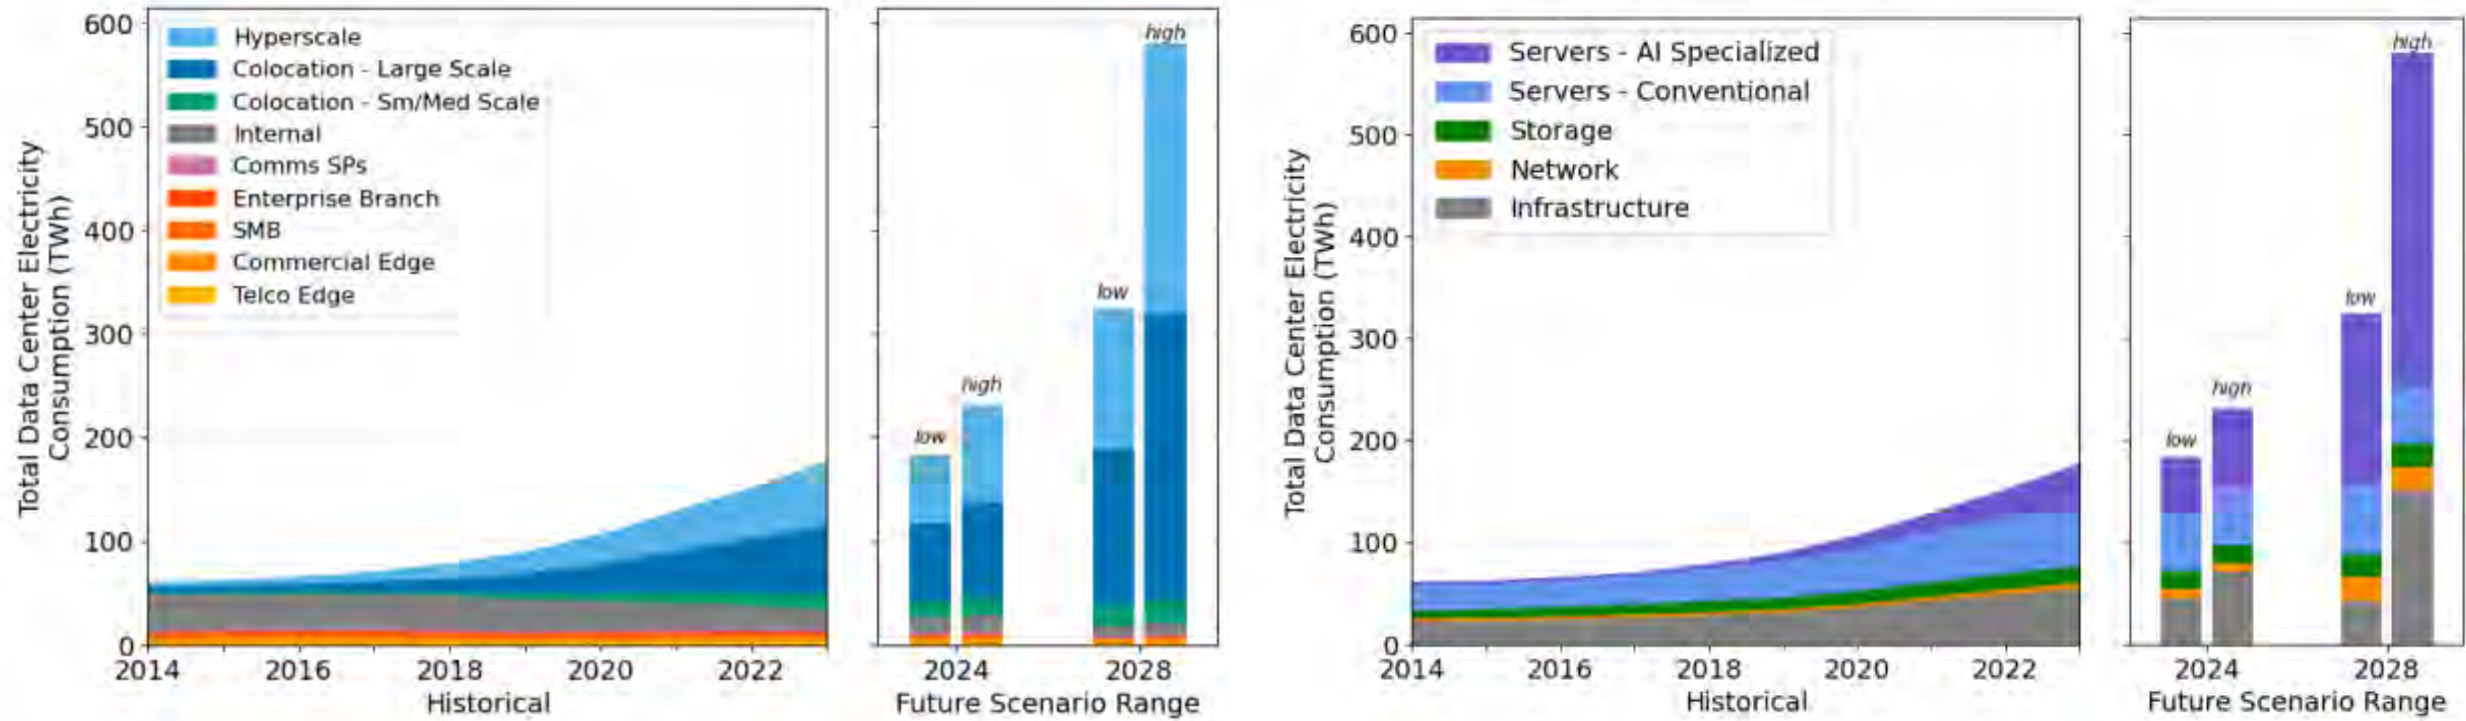 Total Data Center Electricity
Consumption (TWh)
600
500
400
300
200
100
0
Hyperscale
Colocation - Large Scale
Colocation - Sm/Med Scale
Internal
Comms SPs
Enterprise Branch
SMB
Commercial Edge
Telco Edge
2014
2016
2018
2020
2022
Historical
low
high
low
high
2024
2028
Future Scenario Range
Total Data Center Electricity
Consumption (TWh)
600
500
400
300
200
100
0
Servers - AI Specialized
Servers - Conventional
Storage
Network
Infrastructure
2014
2016
2018
2020
2022
Historical
low
high
low
high
2024
2028
Future Scenario Range